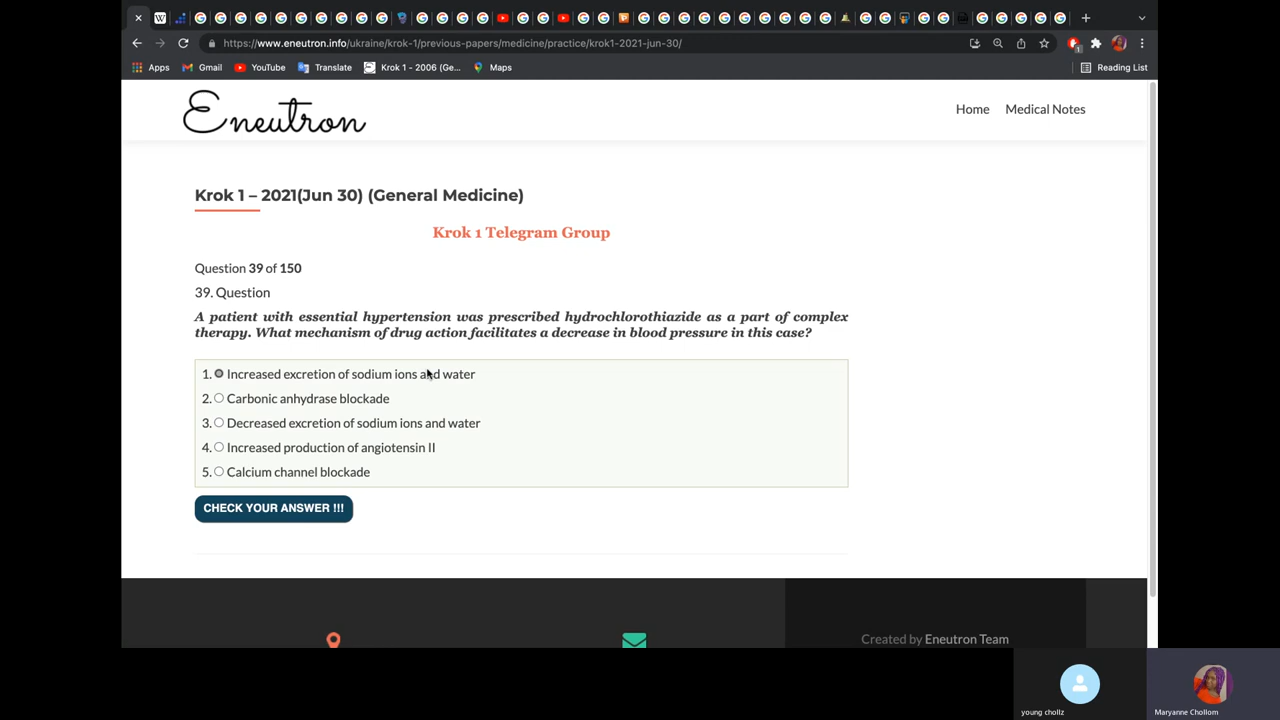 https://www.eneutron.info/ukraine/krok-1/previous-papers/medicine/practice/krok1-2021-jun-30/
Apps Gmail YouTube Translate Krok 1 - 2006 (Ge... Maps Reading List
Eneutron
Home Medical Notes
Krok 1 – 2021(Jun 30) (General Medicine)
Krok 1 Telegram Group
Question 39 of 150
39. Question
A patient with essential hypertension was prescribed hydrochlorothiazide as a part of complex
therapy. What mechanism of drug action facilitates a decrease in blood pressure in this case?
1. Increased excretion of sodium ions and water
2. Carbonic anhydrase blockade
3. Decreased excretion of sodium ions and water
4. Increased production of angiotensin II
5. Calcium channel blockade
CHECK YOUR ANSWER !!!
Created by Eneutron Team
young chollz
Maryanne Chollom